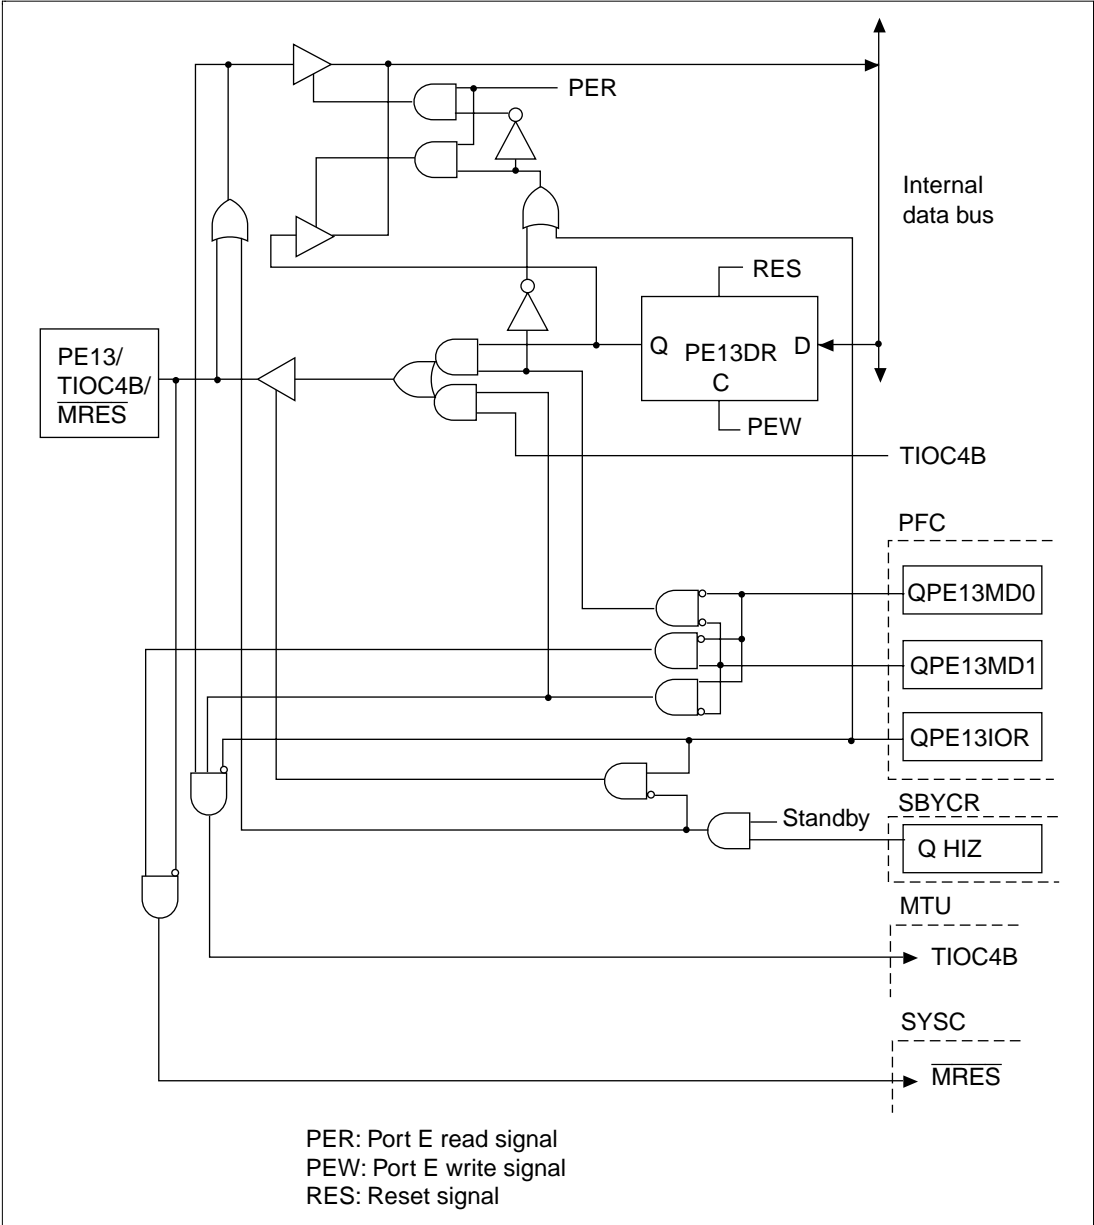 PER
Internal
data bus
RES
Q PE13DR D
C
PE13/
TIOC4B/
MRES
PEW
TIOC4B
PFC
QPE13MD0
QPE13MD1
QPE13IOR
SBYCR
Standby
Q HIZ
MTU
TIOC4B
SYSC
MRES
PER: Port E read signal
PEW: Port E write signal
RES: Reset signal